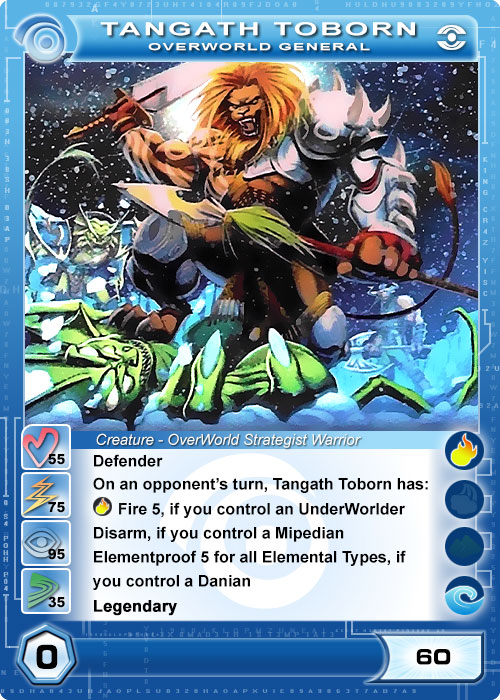 TANGATH TOBORN
OVERWORLD GENERAL
Creature - OverWorld Strategist Warrior
55
75
95
35
Defender
On an opponent's turn, Tangath Toborn has:
Fire 5, if you control an UnderWorlder
Disarm, if you control a Mipedian
Elementproof 5 for all Elemental Types, if
you control a Danian
Legendary
0
60